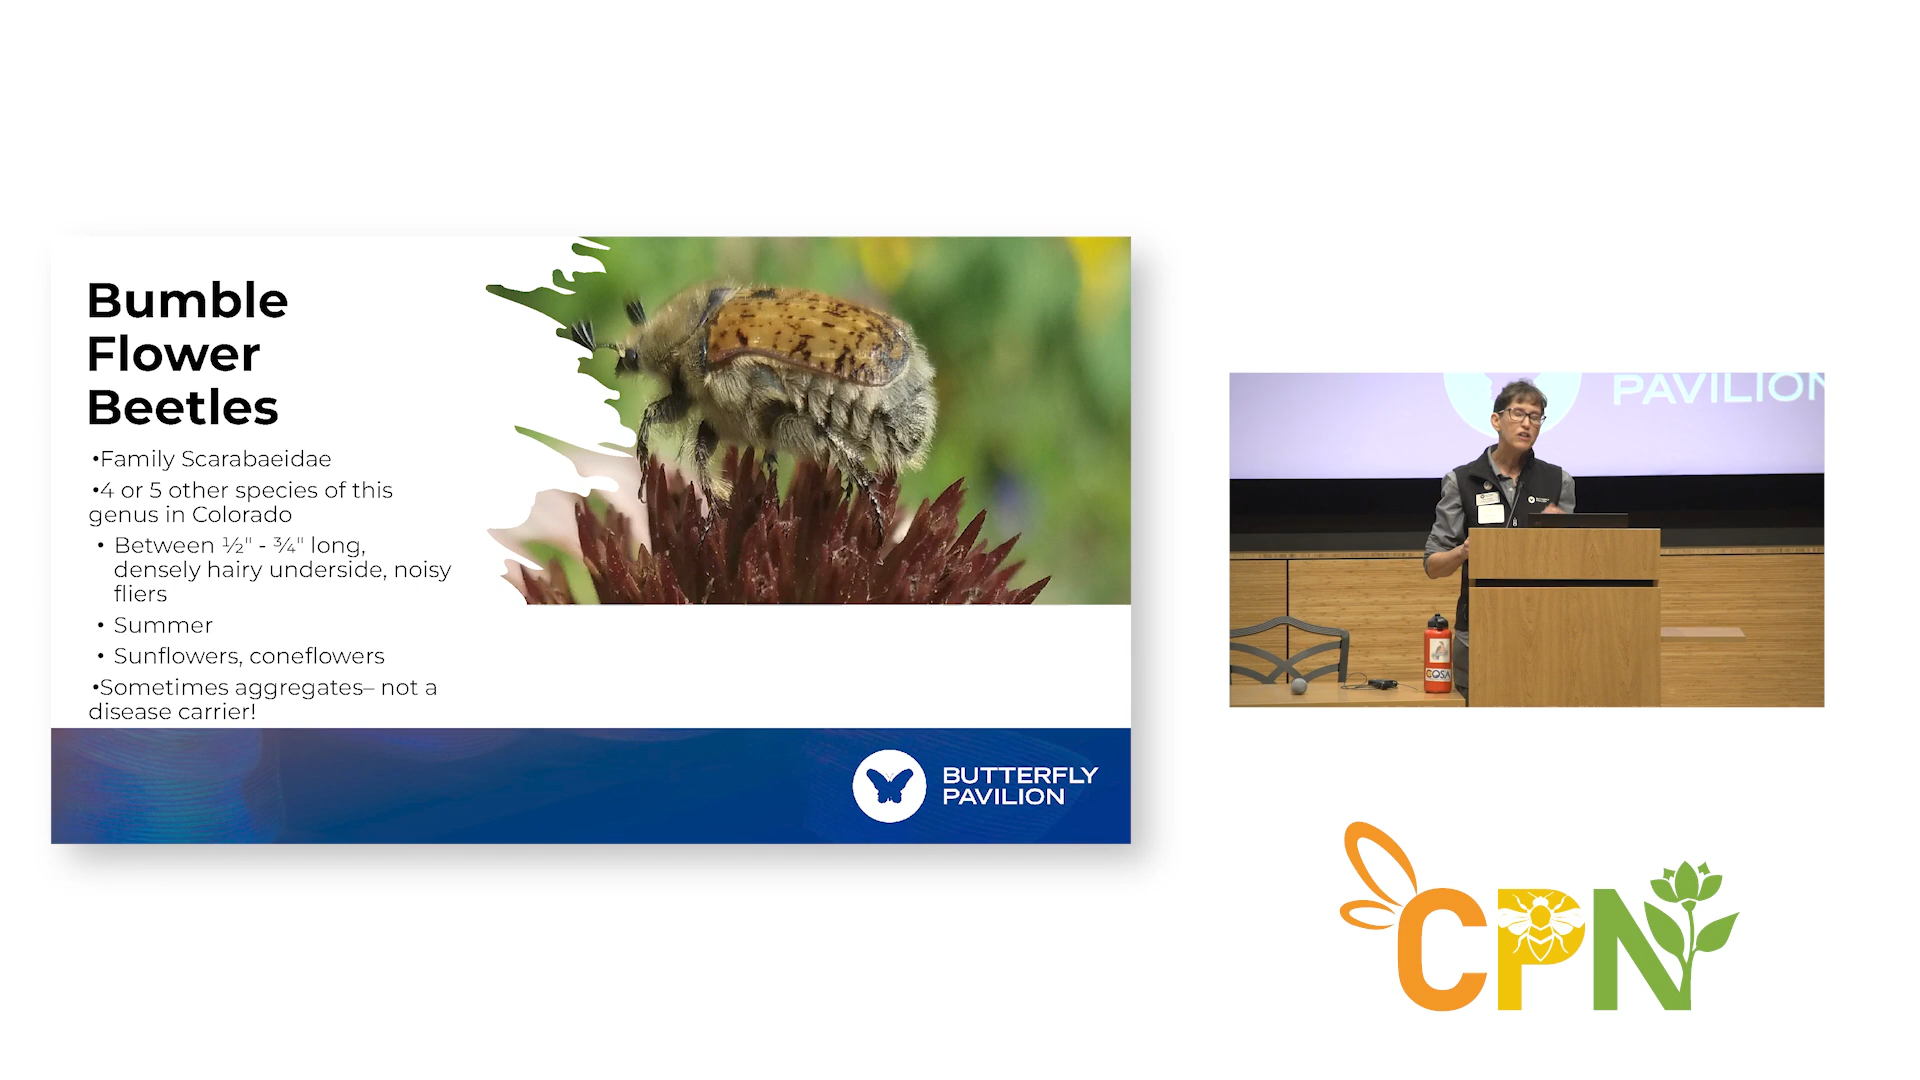 Bumble
Flower
Beetles
•Family Scarabaeidae
•4 or 5 other species of this
genus in Colorado
• Between ½" - ¾" long,
densely hairy underside, noisy
fliers
• Summer
• Sunflowers, coneflowers
•Sometimes aggregates– not a
disease carrier!
BUTTERFLY
PAVILION
PAVILION
COSA
CPN